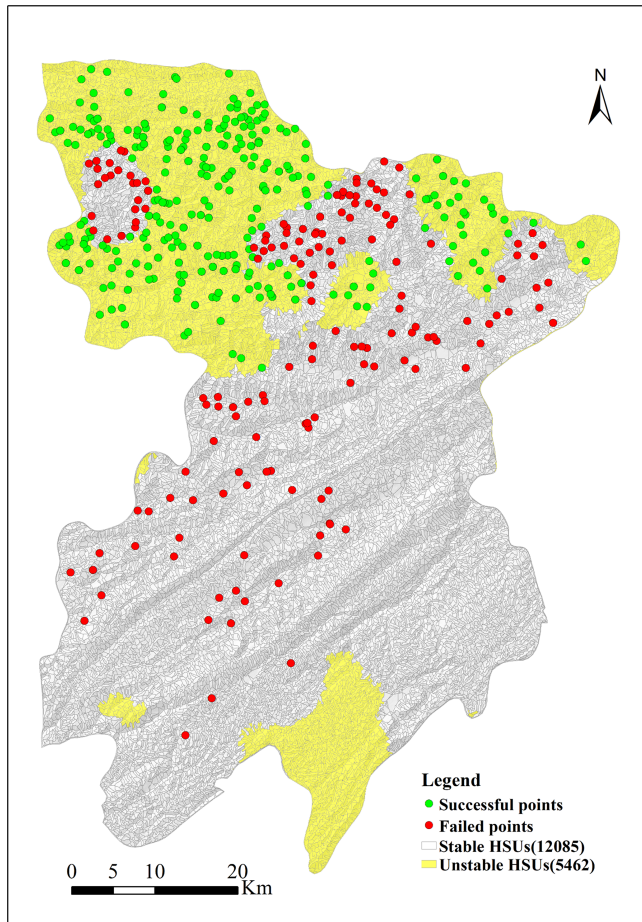 N
Legend
Successful points
Failed points
Stable HSUs(12085)
Unstable HSUs(5462)
0 5 10 20
Km